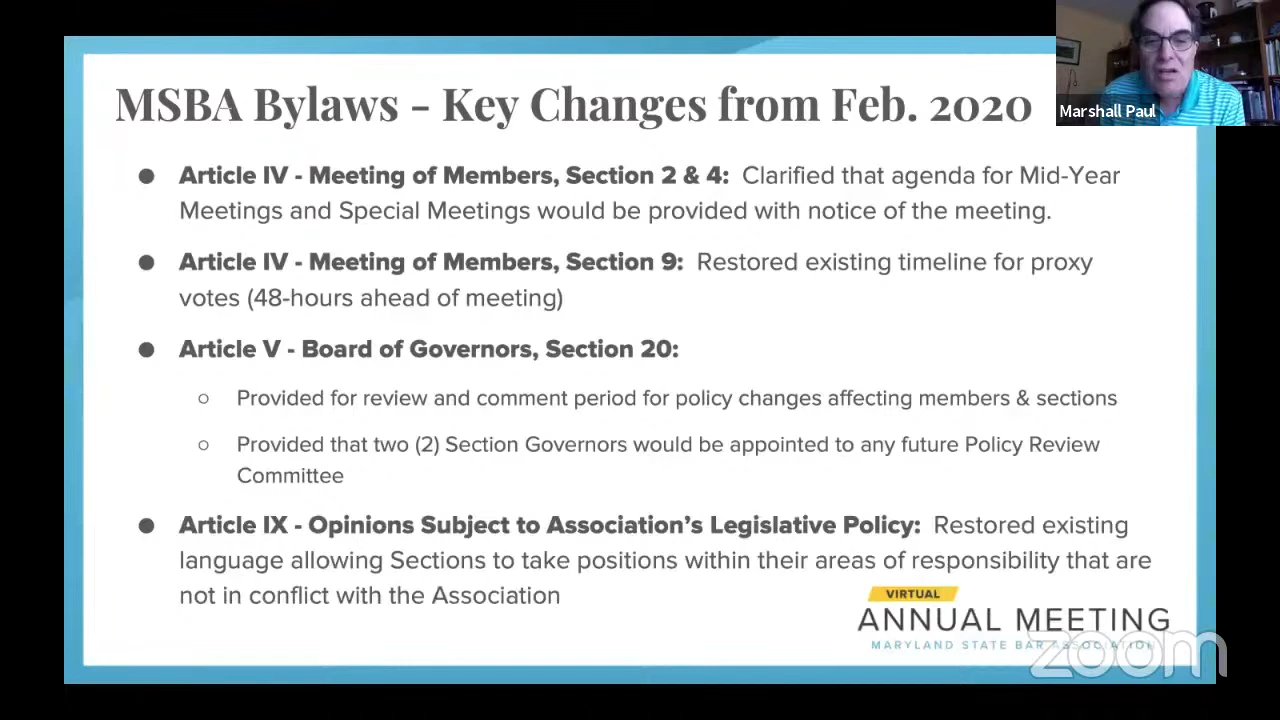 MSBA Bylaws - Key Changes from Feb. 2020
Marshall Paul
● Article IV - Meeting of Members, Section 2 & 4: Clarified that agenda for Mid-Year
Meetings and Special Meetings would be provided with notice of the meeting.
● Article IV - Meeting of Members, Section 9: Restored existing timeline for proxy
votes (48-hours ahead of meeting)
● Article V - Board of Governors, Section 20:
○ Provided for review and comment period for policy changes affecting members & sections
○ Provided that two (2) Section Governors would be appointed to any future Policy Review
Committee
● Article IX - Opinions Subject to Association's Legislative Policy: Restored existing
language allowing Sections to take positions within their areas of responsibility that are
not in conflict with the Association
VIRTUAL
ANNUAL MEETING
MARYLAND STATE BAR ASSOCIATION
zoom